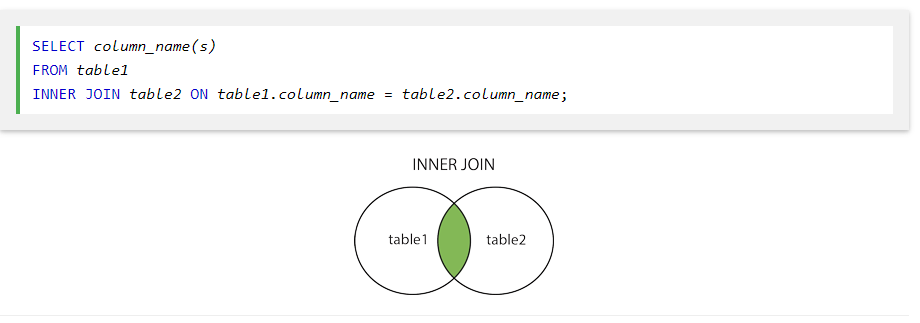 SELECT column_name(s)
FROM table1
INNER JOIN table2 ON table1.column_name = table2.column_name;
INNER JOIN
table1
table2